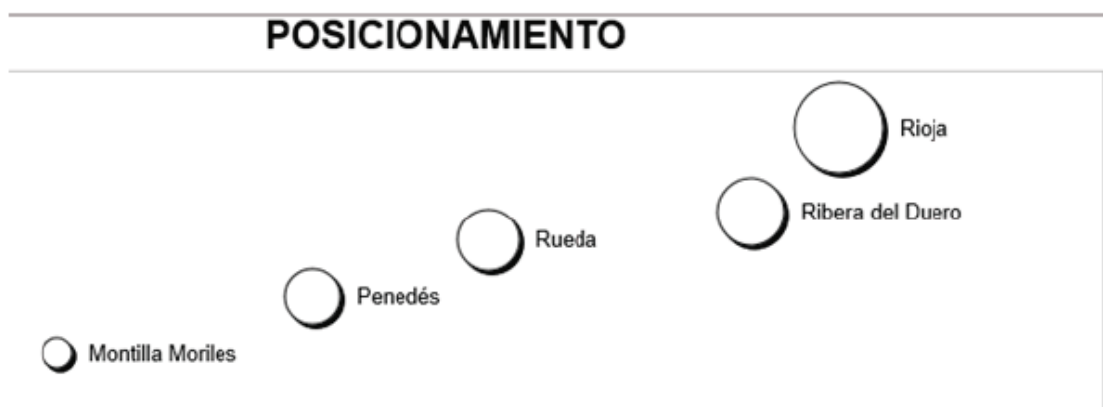 POSICIONAMIENTO
Rioja
Ribera del Duero
Rueda
Penedés
Montilla Moriles